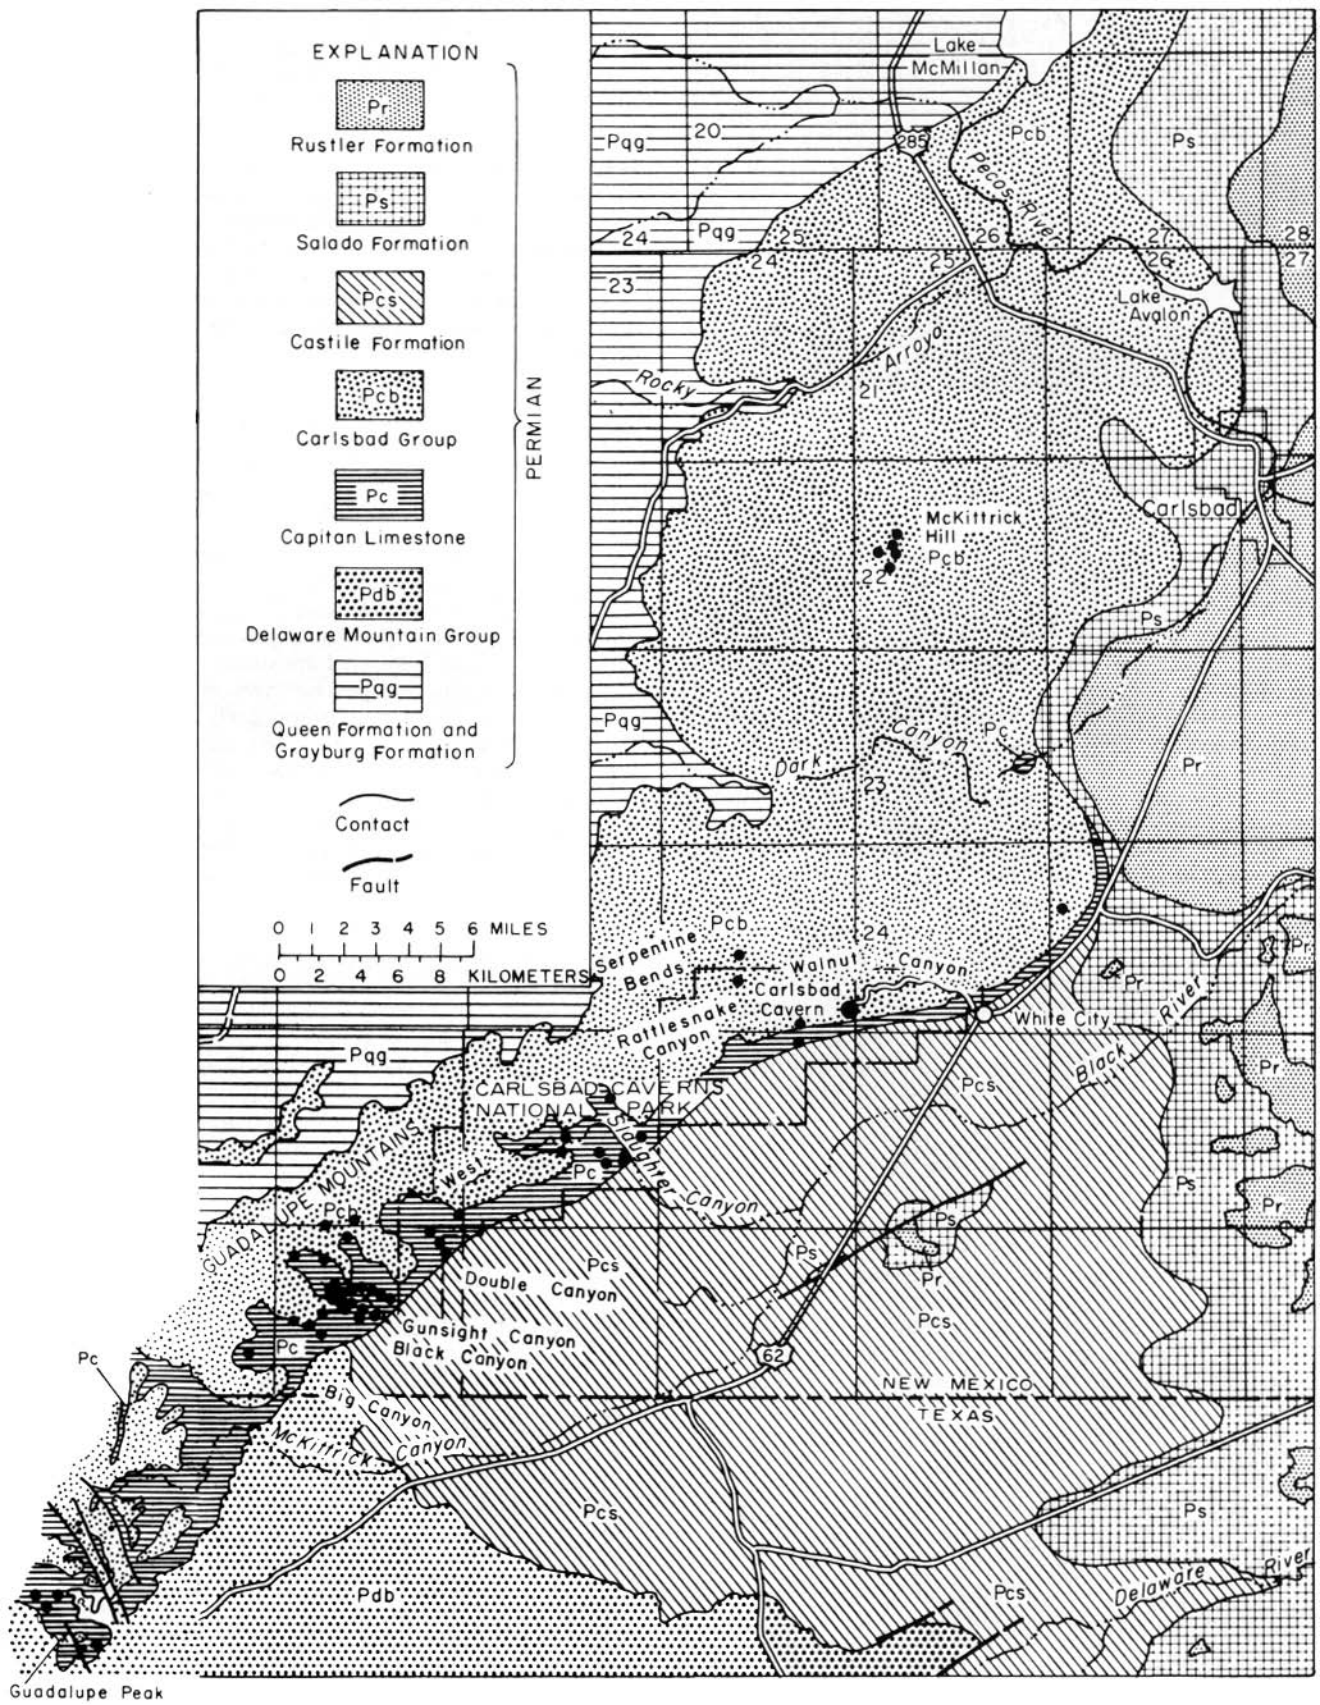 EXPLANATION
Pr
Rustler Formation
Ps
Salado Formation
Pcs
Castile Formation
Pcb
Carlsbad Group
Pc
Capitan Limestone
Pdb
Delaware Mountain Group
Pqg
Queen Formation and
Grayburg Formation
PERMIAN
Contact
Fault
0 1 2 3 4 5 6 MILES
0 2 4 6 8 KILOMETERS
Lake
McMillan
Pqg
20
285
Pcb
Ps
Pecos River
Pqg
24
25
26
27
28
23
24
25
26
27
Lake
Avalon
Rocky Arroyo
21
Carlsbad
McKittrick
Hill
Pcb
22
Ps
Pqg
Dark Canyon
Pc
23
Pr
Pcb
24
Serpentine
Bends
Walnut Canyon
Carlsbad
Cavern
Rattlesnake
Canyon
White City
Pr
Pr
River
Black
Pqg
CARLSBAD CAVERNS
NATIONAL PARK
Pcs
Pr
Slaughter Canyon
GUADALUPE MOUNTAINS
West
Pc
Pcb
Ps
Ps
Pr
Ps
Pcs
Double Canyon
Pr
Pcs
Gunsight Canyon
Black Canyon
Pc
Pc
62
NEW MEXICO
TEXAS
Big Canyon
McKittrick Canyon
Pcs
Ps
Pdb
Pcs
Delaware River
Guadalupe Peak